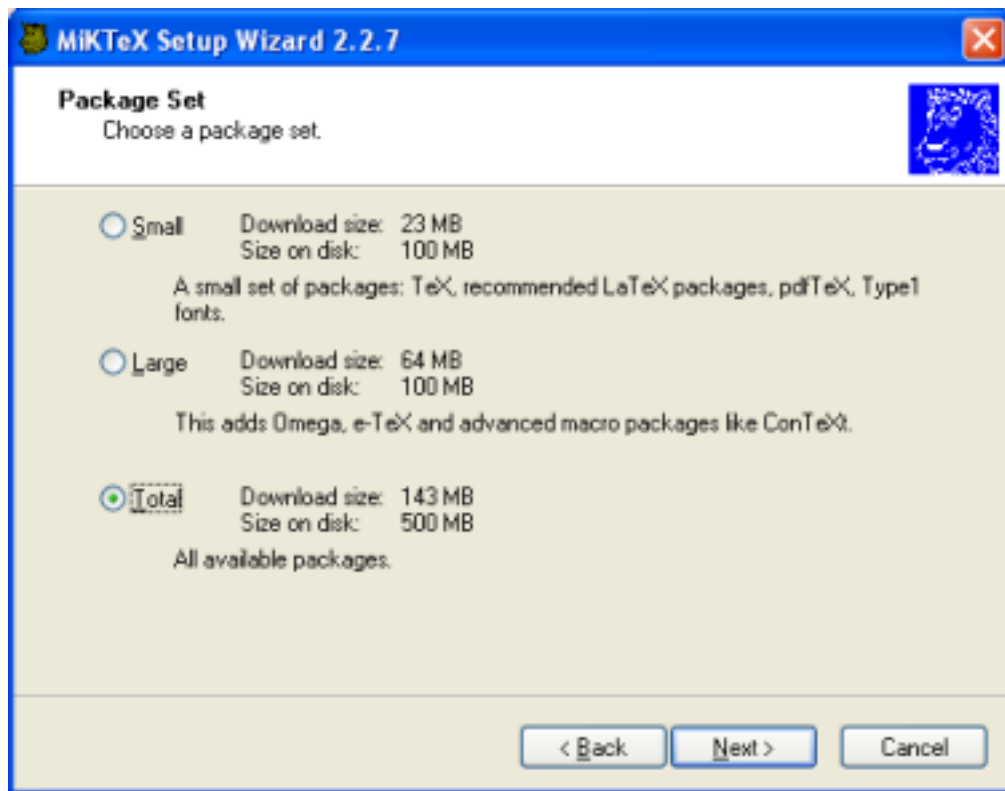 MiKTeX Setup Wizard 2.2.7
Package Set
Choose a package set.
Small Download size: 23 MB
Size on disk: 100 MB
A small set of packages: TeX, recommended LaTeX packages, pdfTeX, Type1
fonts.
Large Download size: 64 MB
Size on disk: 100 MB
This adds Omega, e-TeX and advanced macro packages like ConTeXt.
Total Download size: 143 MB
Size on disk: 500 MB
All available packages.
< Back Next > Cancel